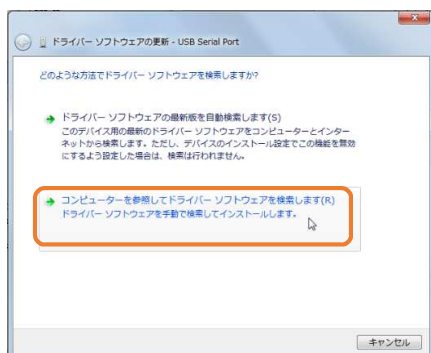 ドライバー ソフトウェアの更新 - USB Serial Port
どのような方法でドライバー ソフトウェアを検索しますか?
ドライバー ソフトウェアの最新版を自動検索します(S)
このデバイス用の最新のドライバー ソフトウェアをコンピューターとインター
ネットから検索します。ただし、デバイスのインストール設定でこの機能を無効
にするよう設定した場合は、検索は行われません。
コンピューターを参照してドライバー ソフトウェアを検索します(R)
ドライバー ソフトウェアを手動で検索してインストールします。
キャンセル